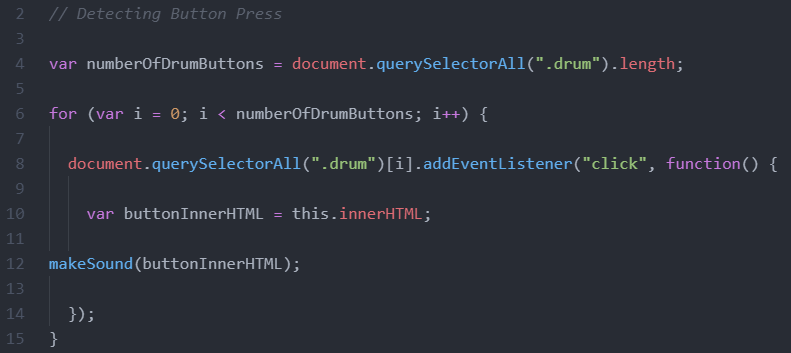 2 // Detecting Button Press
3
4 var numberOfDrumButtons = document.querySelectorAll(".drum").length;
5
6 for (var i = 0; i < numberOfDrumButtons; i++) {
7
8 document.querySelectorAll(".drum")[i].addEventListener("click", function() {
9
10 var buttonInnerHTML = this.innerHTML;
11
12 makeSound(buttonInnerHTML);
13
14 });
15 }